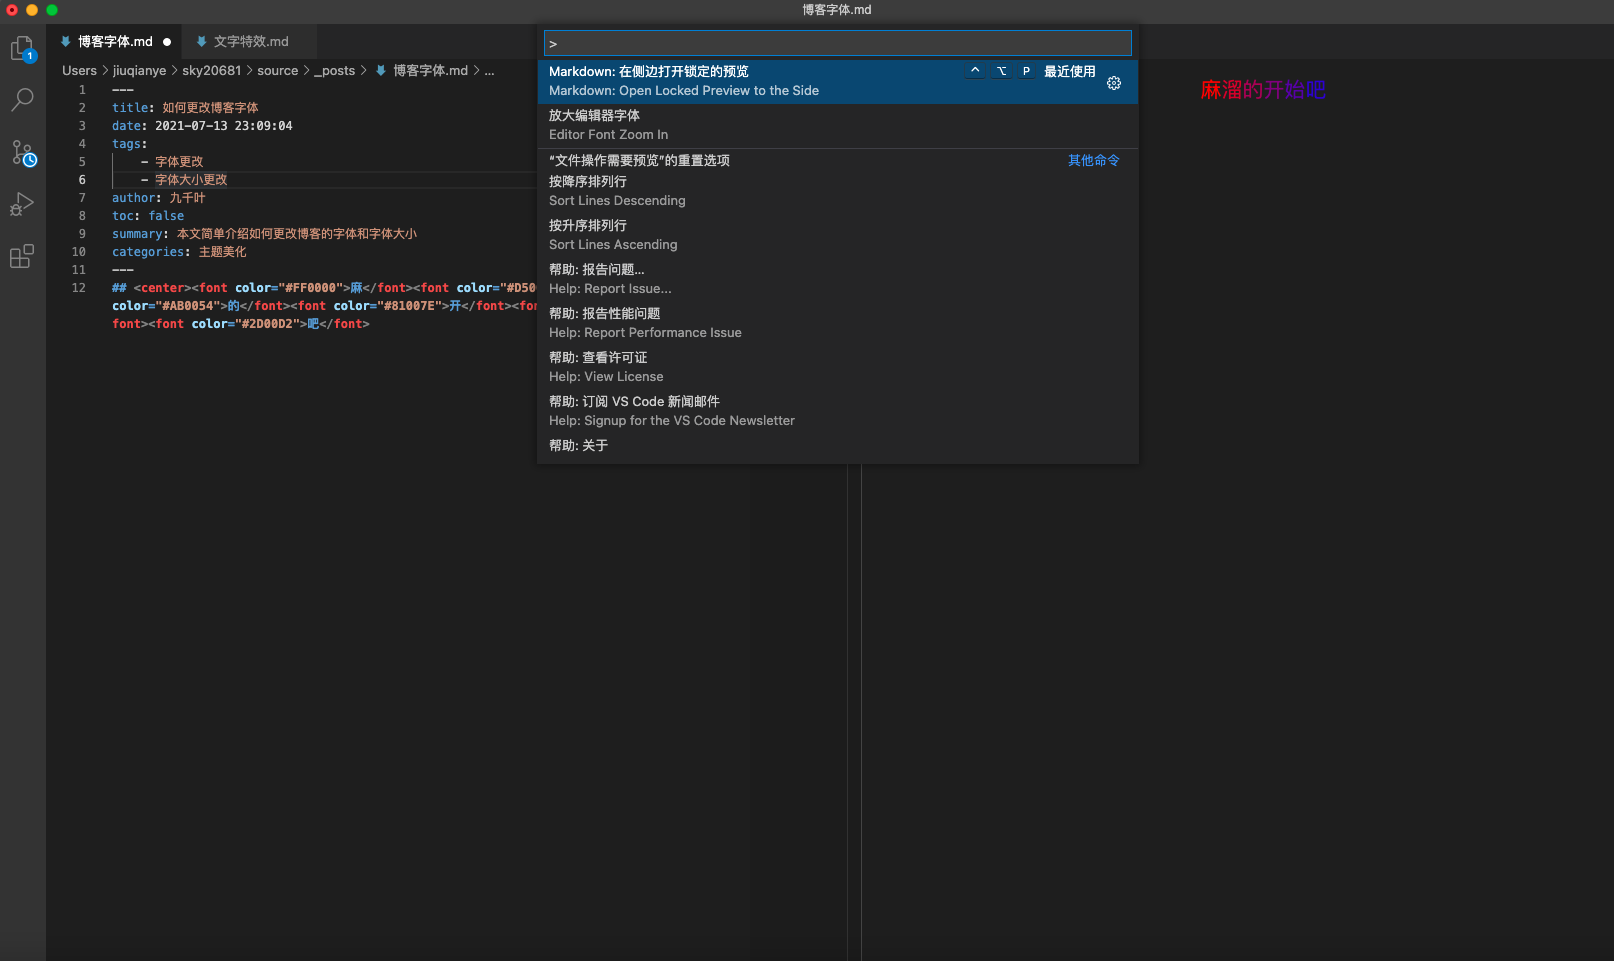 博客字体.md
博客字体.md
文字特效.md
1
Users > jiuqianye > sky20681 > source > _posts > 博客字体.md > ...
1 ---
2 title: 如何更改博客字体
3 date: 2021-07-13 23:09:04
4 tags:
5 - 字体更改
6 - 字体大小更改
7 author: 九千叶
8 toc: false
9 summary: 本文简单介绍如何更改博客的字体和字体大小
10 categories: 主题美化
11 ---
12 ## <center><font color="#FF0000">麻</font><font color="#D50
color="#AB0054">的</font><font color="#81007E">开</font><fo
font><font color="#2D00D2">吧</font>
>
Markdown: 在侧边打开锁定的预览 ⌃ ⌥ P 最近使用
Markdown: Open Locked Preview to the Side
放大编辑器字体
Editor Font Zoom In
“文件操作需要预览”的重置选项 其他命令
按降序排列行
Sort Lines Descending
按升序排列行
Sort Lines Ascending
帮助: 报告问题...
Help: Report Issue...
帮助: 报告性能问题
Help: Report Performance Issue
帮助: 查看许可证
Help: View License
帮助: 订阅 VS Code 新闻邮件
Help: Signup for the VS Code Newsletter
帮助: 关于
麻溜的开始吧